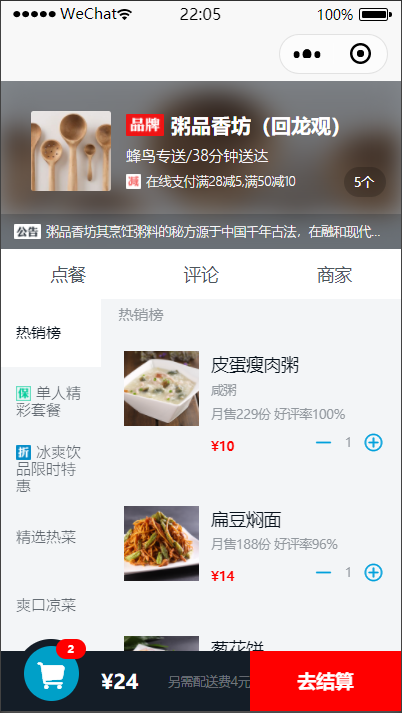 WeChat 22:05 100%
品牌 粥品香坊（回龙观）
蜂鸟专送/38分钟送达
减 在线支付满28减5,满50减10
5个
公告 粥品香坊其烹饪粥料的秘方源于中国千年古法，在融和现代...
点餐 评论 商家
热销榜
保 单人精
彩套餐
折 冰爽饮
品限时特
惠
精选热菜
爽口凉菜
热销榜
皮蛋瘦肉粥
咸粥
月售229份 好评率100%
¥10 1
扁豆焖面
月售188份 好评率96%
¥14 1
葱花饼
2
¥24 另需配送费4元 去结算